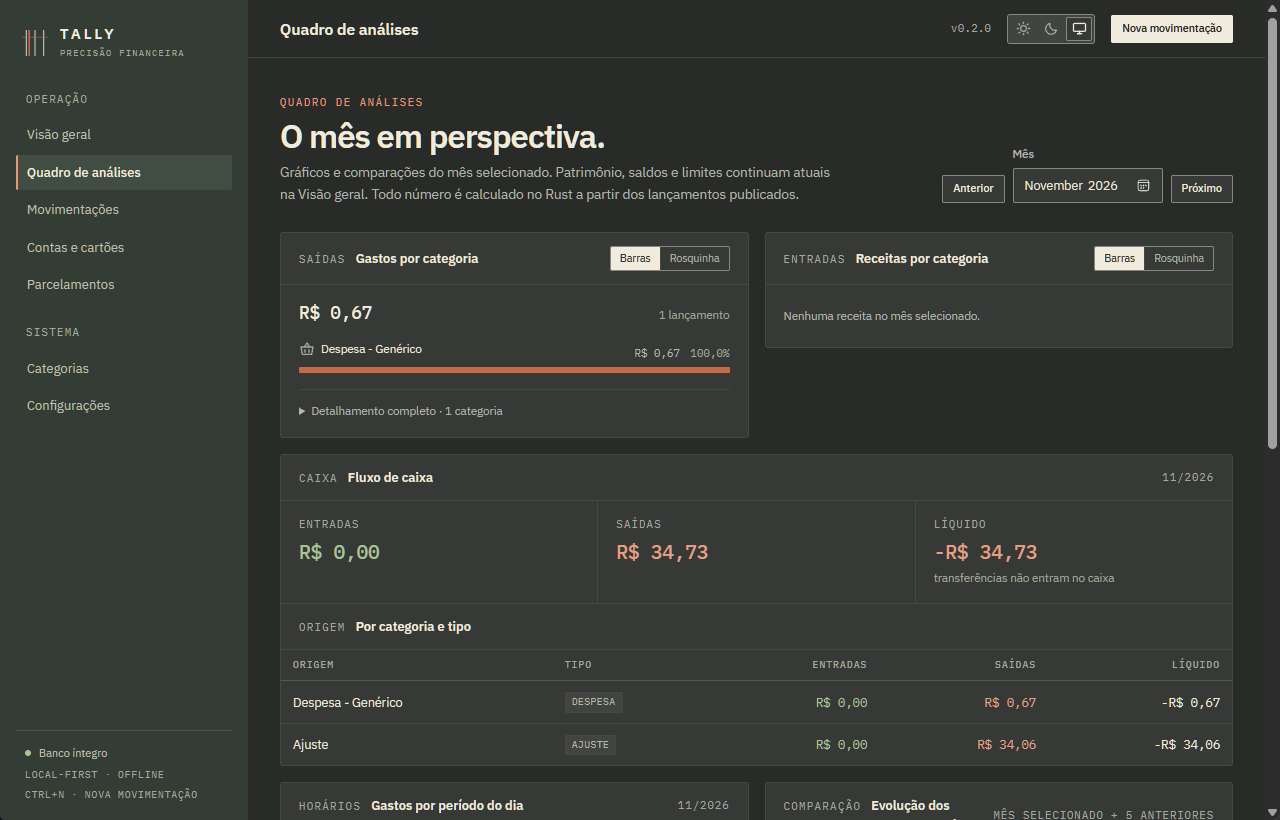 TALLY
PRECISÃO FINANCEIRA
OPERAÇÃO
Visão geral
Quadro de análises
Movimentações
Contas e cartões
Parcelamentos
SISTEMA
Categorias
Configurações
Banco íntegro
LOCAL-FIRST · OFFLINE
CTRL+N · NOVA MOVIMENTAÇÃO
Quadro de análises
v0.2.0
Nova movimentação
QUADRO DE ANÁLISES
O mês em perspectiva.
Gráficos e comparações do mês selecionado. Patrimônio, saldos e limites continuam atuais
na Visão geral. Todo número é calculado no Rust a partir dos lançamentos publicados.
Mês
Anterior
November 2026
Próximo
SAÍDAS Gastos por categoria
Barras Rosquinha
R$ 0,67
1 lançamento
Despesa - Genérico
R$ 0,67 100,0%
Detalhamento completo · 1 categoria
ENTRADAS Receitas por categoria
Barras Rosquinha
Nenhuma receita no mês selecionado.
CAIXA Fluxo de caixa
11/2026
ENTRADAS
R$ 0,00
SAÍDAS
R$ 34,73
LÍQUIDO
-R$ 34,73
transferências não entram no caixa
ORIGEM Por categoria e tipo
ORIGEM TIPO ENTRADAS SAÍDAS LÍQUIDO
Despesa - Genérico DESPESA R$ 0,00 R$ 0,67 -R$ 0,67
Ajuste AJUSTE R$ 0,00 R$ 34,06 -R$ 34,06
HORÁRIOS Gastos por período do dia
11/2026
COMPARAÇÃO Evolução dos
MÊS SELECIONADO + 5 ANTERIORES